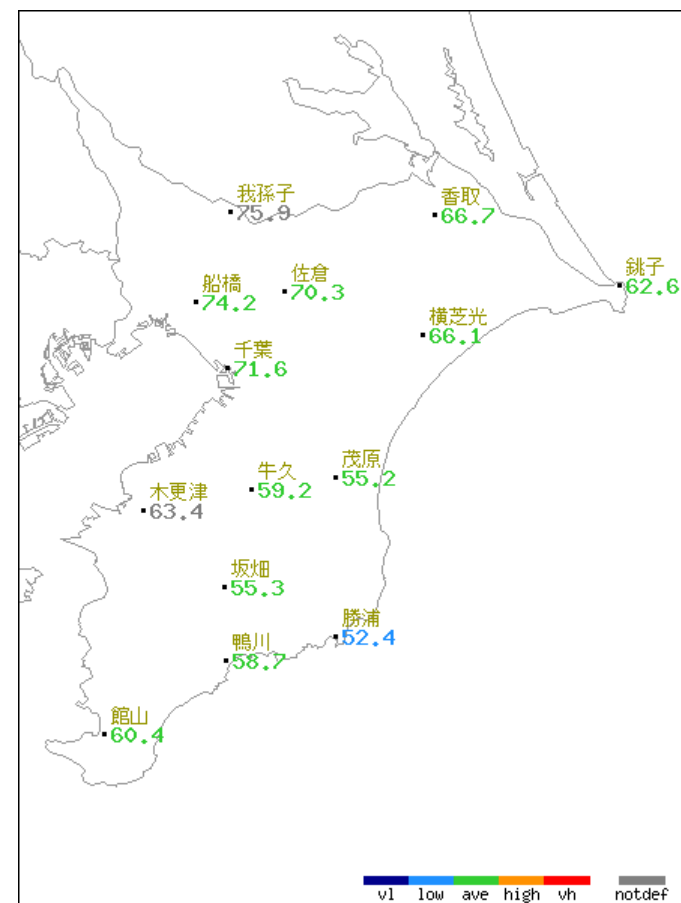 我孫子
75.9
香取
66.7
佐倉
70.3
船橋
74.2
銚子
62.6
横芝光
66.1
千葉
71.6
茂原
55.2
牛久
59.2
木更津
63.4
坂畑
55.3
勝浦
52.4
鴨川
58.7
館山
60.4
vl low ave high vh notdef